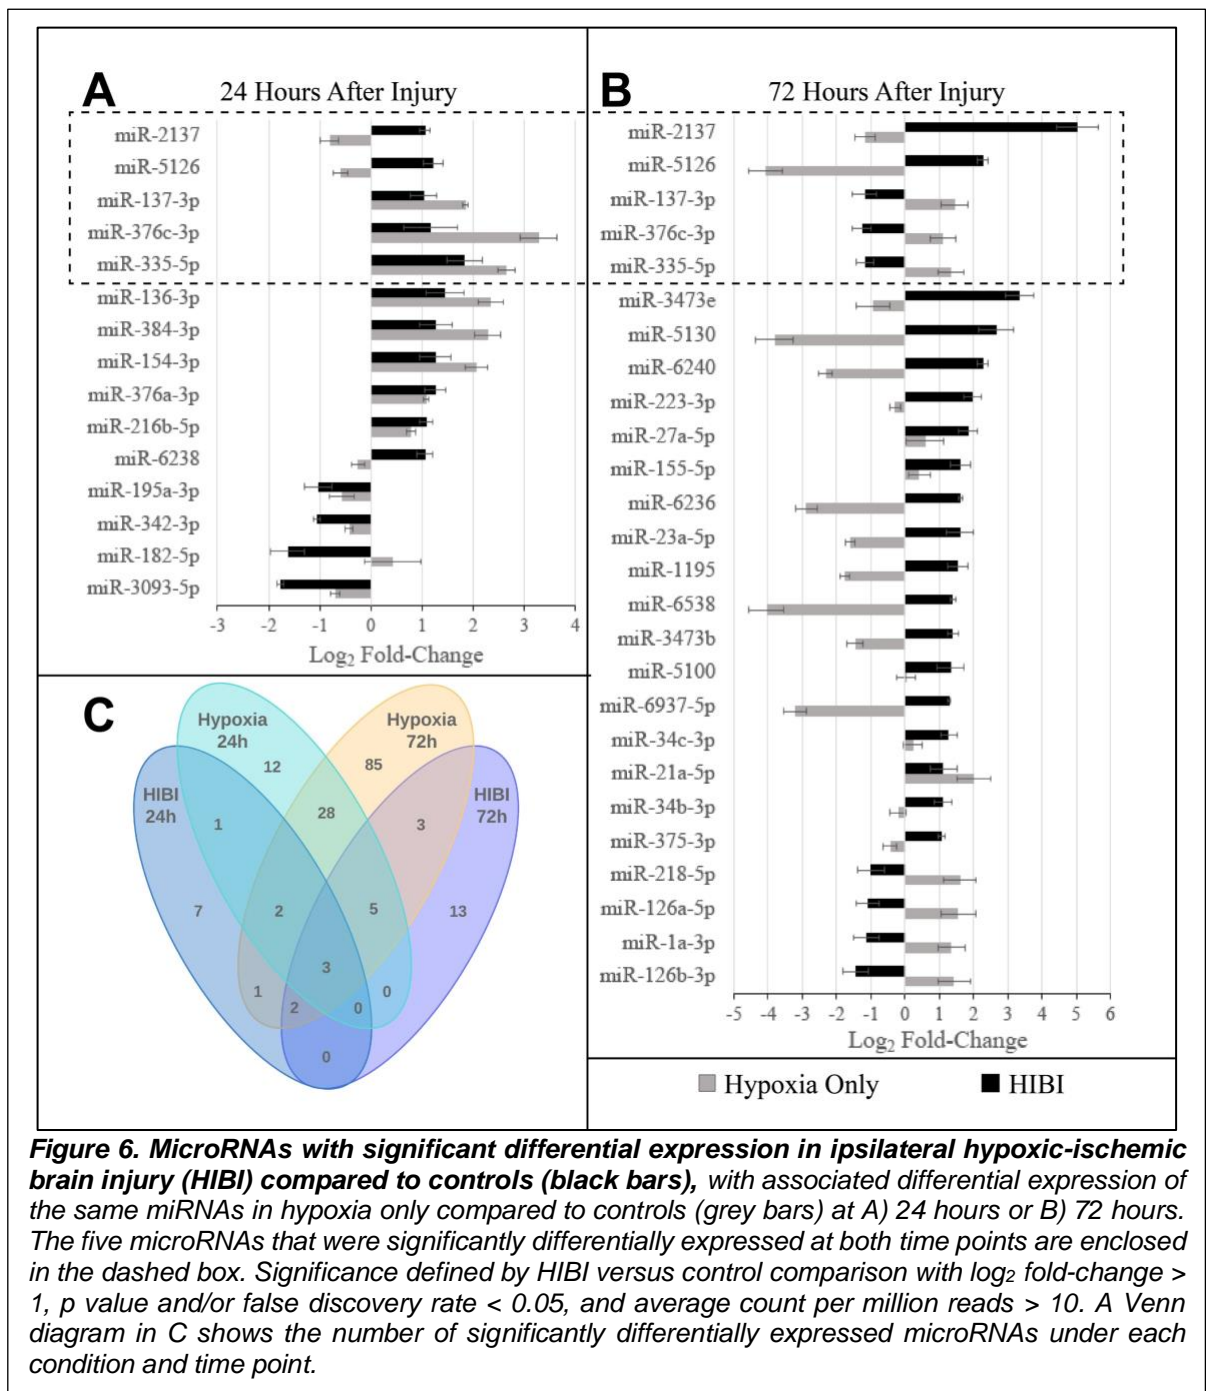 A
24 Hours After Injury
miR-2137
miR-5126
miR-137-3p
miR-376c-3p
miR-335-5p
miR-136-3p
miR-384-3p
miR-154-3p
miR-376a-3p
miR-216b-5p
miR-6238
miR-195a-3p
miR-342-3p
miR-182-5p
miR-3093-5p
-3 -2 -1 0 1 2 3 4
Log2 Fold-Change
B
72 Hours After Injury
miR-2137
miR-5126
miR-137-3p
miR-376c-3p
miR-335-5p
miR-3473e
miR-5130
miR-6240
miR-223-3p
miR-27a-5p
miR-155-5p
miR-6236
miR-23a-5p
miR-1195
miR-6538
miR-3473b
miR-5100
miR-6937-5p
miR-34c-3p
miR-21a-5p
miR-34b-3p
miR-375-3p
miR-218-5p
miR-126a-5p
miR-1a-3p
miR-126b-3p
-5 -4 -3 -2 -1 0 1 2 3 4 5 6
Log2 Fold-Change
Hypoxia Only HIBI
C
Hypoxia
24h
Hypoxia
72h
HIBI
24h
HIBI
72h
12
85
28
1
3
7
2
5
13
3
1
2
0
0
0
Figure 6. MicroRNAs with significant differential expression in ipsilateral hypoxic-ischemic
brain injury (HIBI) compared to controls (black bars), with associated differential expression of
the same miRNAs in hypoxia only compared to controls (grey bars) at A) 24 hours or B) 72 hours.
The five microRNAs that were significantly differentially expressed at both time points are enclosed
in the dashed box. Significance defined by HIBI versus control comparison with log2 fold-change >
1, p value and/or false discovery rate < 0.05, and average count per million reads > 10. A Venn
diagram in C shows the number of significantly differentially expressed microRNAs under each
condition and time point.